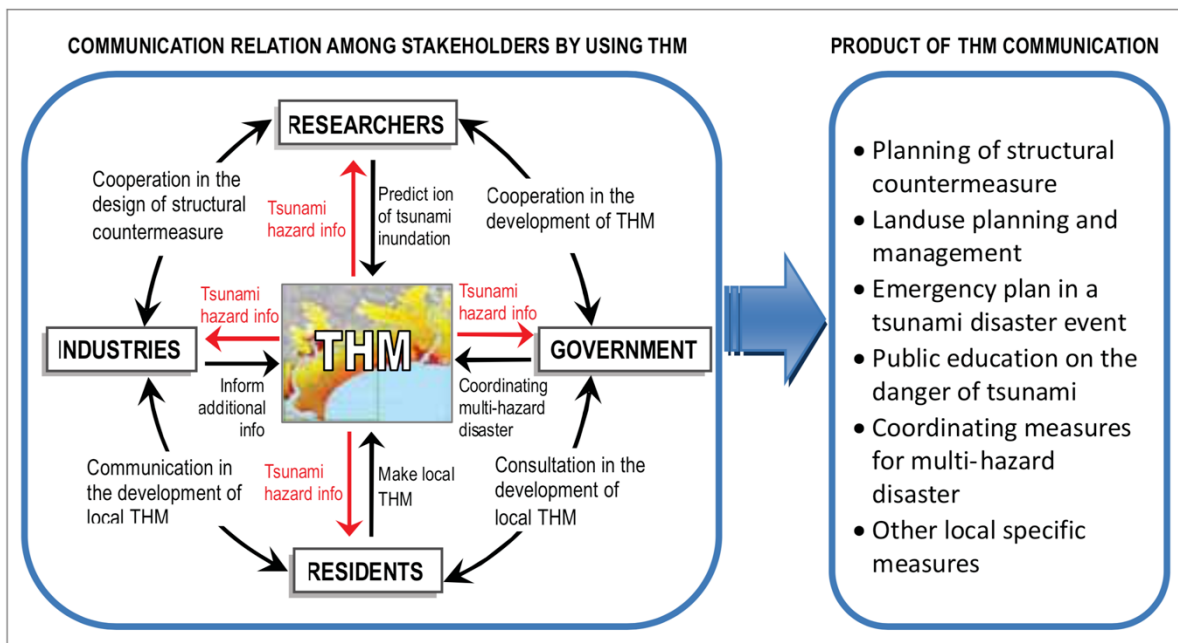 COMMUNICATION RELATION AMONG STAKEHOLDERS BY USING THM
PRODUCT OF THM COMMUNICATION
RESEARCHERS
Cooperation in the
design of structural
countermeasure
Tsunami
hazard info
Predict ion
of tsunami
inundation
Cooperation in the
development of THM
Tsunami
hazard info
Tsunami
hazard info
INDUSTRIES
THM
GOVERNMENT
Inform
additional
info
Coordinating
multi-hazard
disaster
Communication in
the development of
local THM
Tsunami
hazard info
Make local
THM
Consultation in the
development of
local THM
RESIDENTS
• Planning of structural
countermeasure
• Landuse planning and
management
• Emergency plan in a
tsunami disaster event
• Public education on the
danger of tsunami
• Coordinating measures
for multi-hazard
disaster
• Other local specific
measures